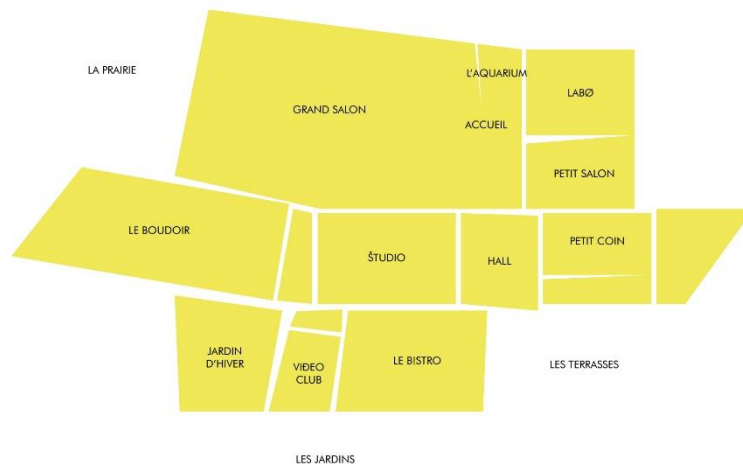 LA PRAIRIE
L'AQUARIUM
LABØ
GRAND SALON
ACCUEIL
PETIT SALON
LE BOUDOIR
ŠTUDIO
HALL
PETIT COIN
JARDIN
D'HIVER
VIĐEO
CLUB
LE BISTRO
LES TERRASSES
LES JARDINS